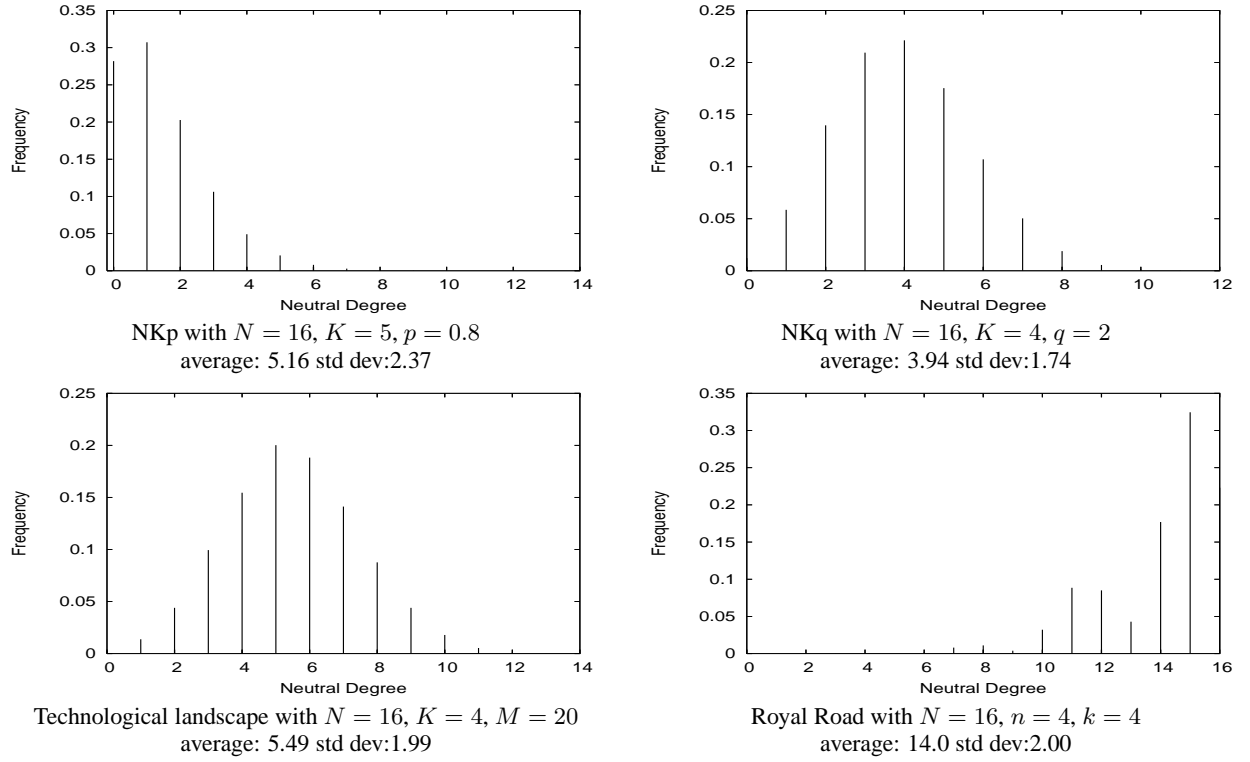 0.35
0.3
0.25
0.2
0.15
0.1
0.05
0
Frequency
0 2 4 6 8 10 12 14
Neutral Degree
NKp with N = 16, K = 5, p = 0.8
average: 5.16 std dev:2.37
0.25
0.2
0.15
0.1
0.05
0
Frequency
0 2 4 6 8 10 12
Neutral Degree
NKq with N = 16, K = 4, q = 2
average: 3.94 std dev:1.74
0.25
0.2
0.15
0.1
0.05
0
Frequency
0 2 4 6 8 10 12 14
Neutral Degree
Technological landscape with N = 16, K = 4, M = 20
average: 5.49 std dev:1.99
0.35
0.3
0.25
0.2
0.15
0.1
0.05
0
Frequency
0 2 4 6 8 10 12 14 16
Neutral Degree
Royal Road with N = 16, n = 4, k = 4
average: 14.0 std dev:2.00